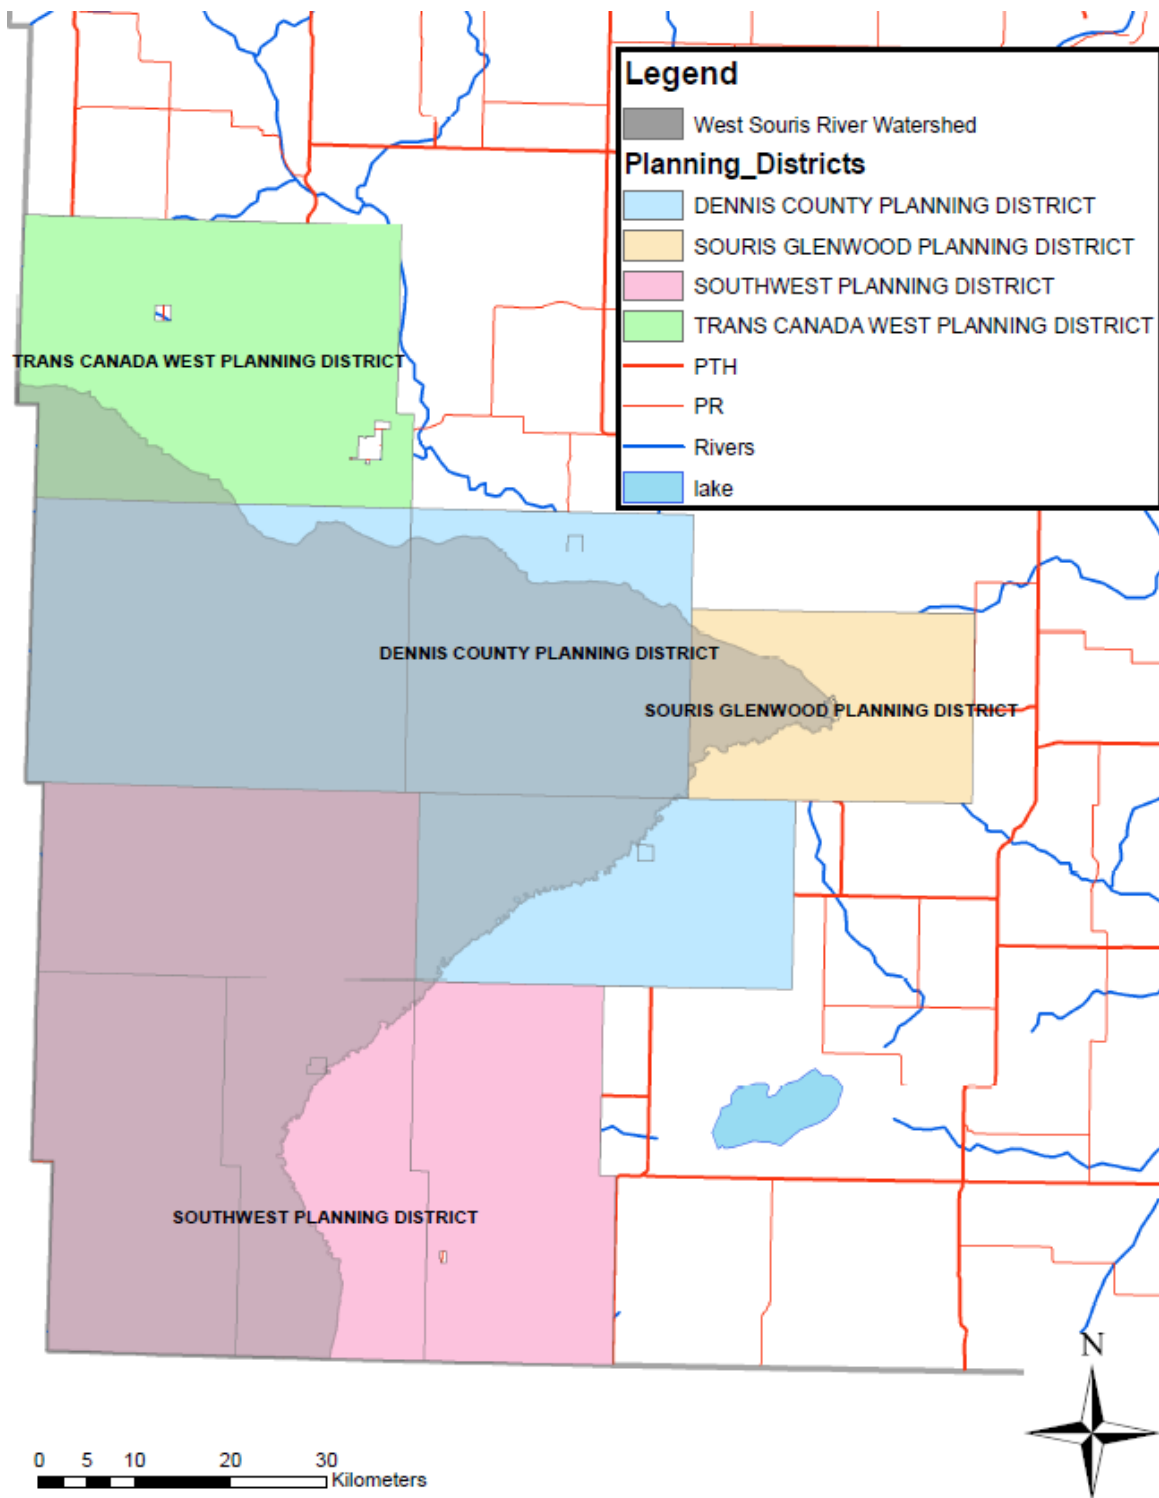 Legend
West Souris River Watershed
Planning_Districts
DENNIS COUNTY PLANNING DISTRICT
SOURIS GLENWOOD PLANNING DISTRICT
SOUTHWEST PLANNING DISTRICT
TRANS CANADA WEST PLANNING DISTRICT
PTH
PR
Rivers
lake
TRANS CANADA WEST PLANNING DISTRICT
DENNIS COUNTY PLANNING DISTRICT
SOURIS GLENWOOD PLANNING DISTRICT
SOUTHWEST PLANNING DISTRICT
N
0 5 10 20 30
Kilometers